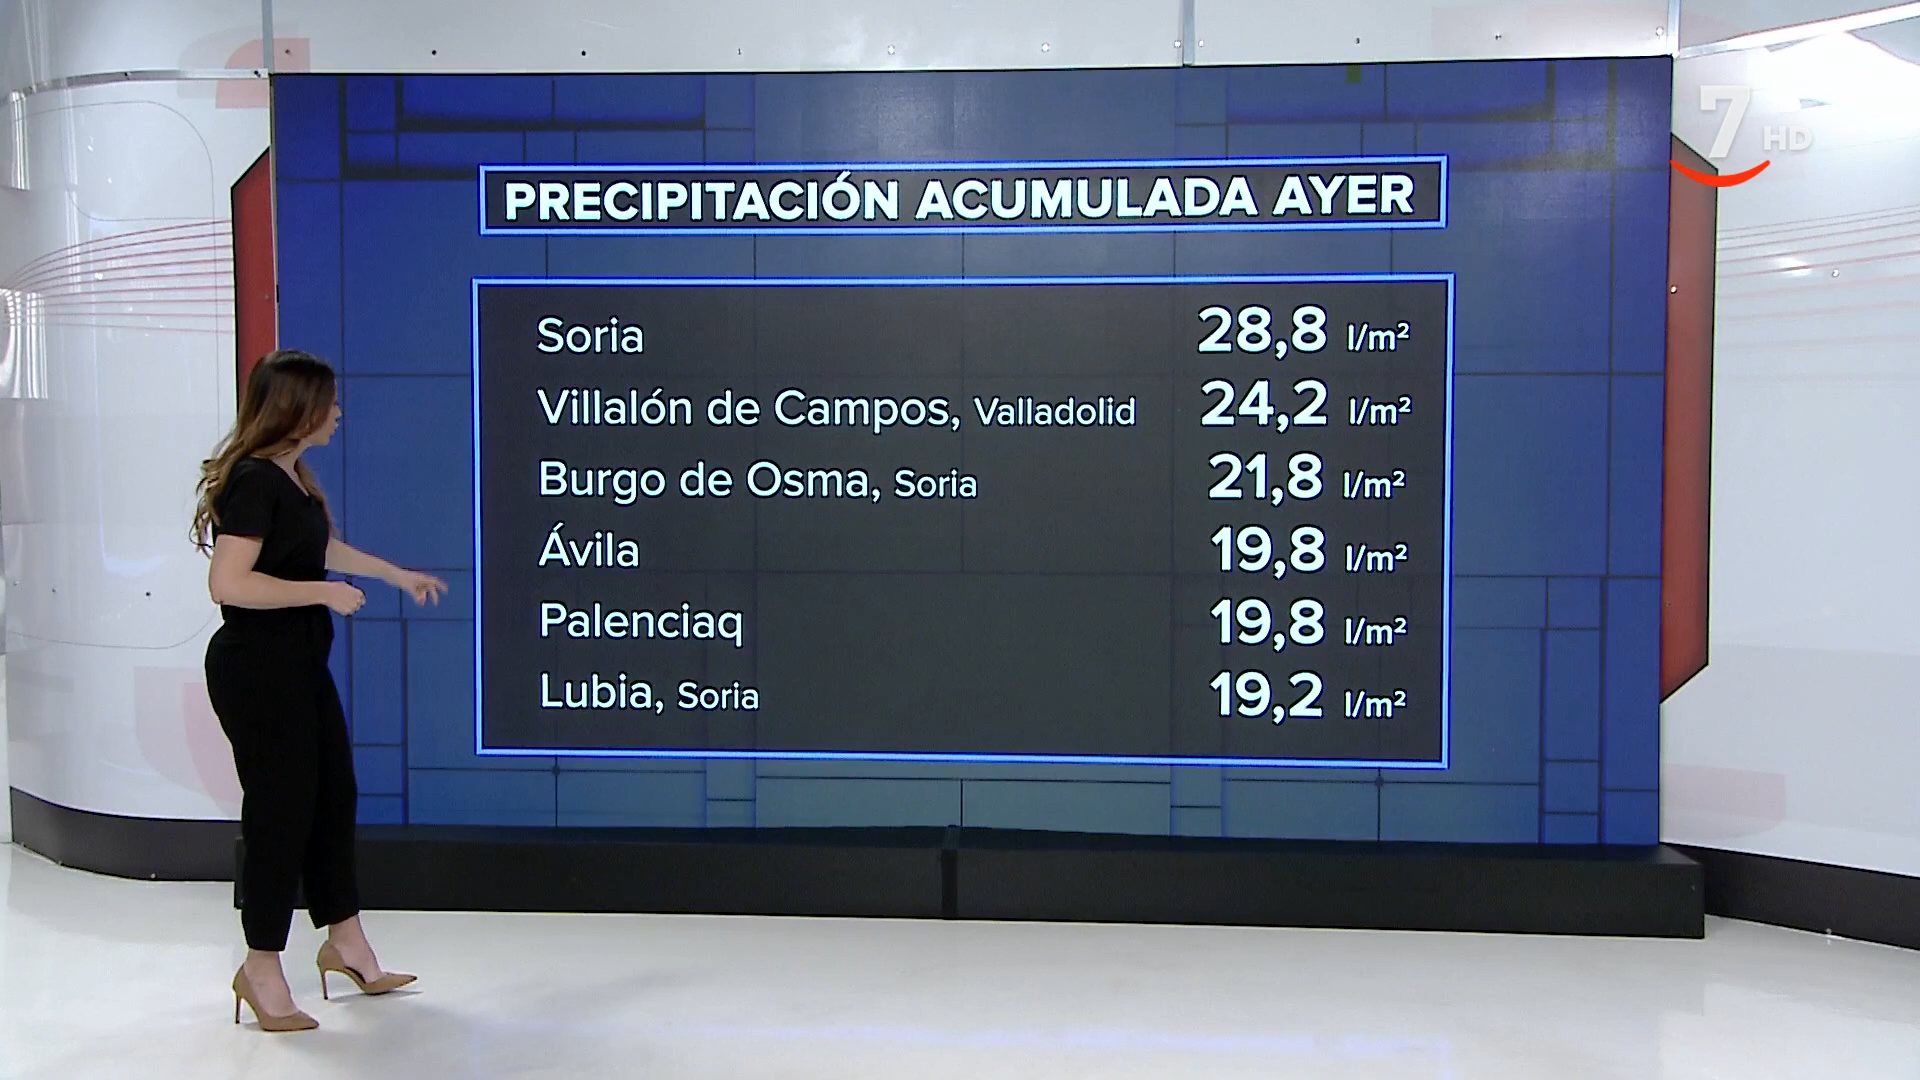 7 HD
PRECIPITACIÓN ACUMULADA AYER
Soria 28,8 l/m²
Villalón de Campos, Valladolid 24,2 l/m²
Burgo de Osma, Soria 21,8 l/m²
Ávila 19,8 l/m²
Palenciaq 19,8 l/m²
Lubia, Soria 19,2 l/m²